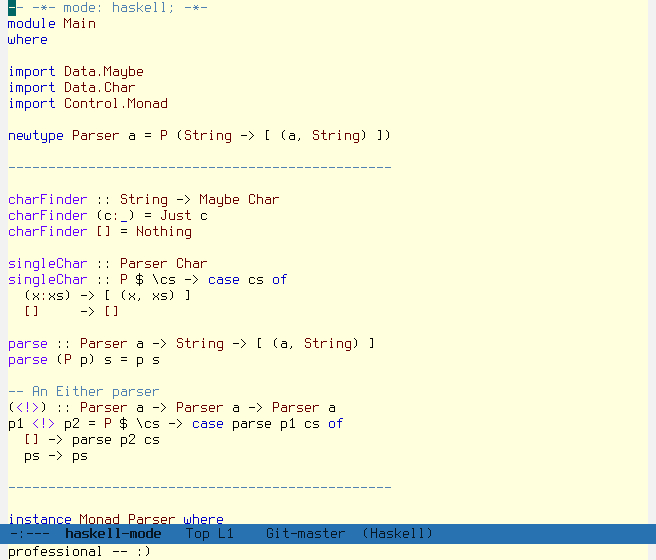 -- -*- mode: haskell; -*-
module Main
where
import Data.Maybe
import Data.Char
import Control.Monad
newtype Parser a = P (String -> [ (a, String) ])
------------------------------------------------
charFinder :: String -> Maybe Char
charFinder (c:_) = Just c
charFinder [] = Nothing
singleChar :: Parser Char
singleChar :: P $ \cs -> case cs of
  (x:xs) -> [ (x, xs) ]
  []     -> []
parse :: Parser a -> String -> [ (a, String) ]
parse (P p) s = p s
-- An Either parser
(<!>) :: Parser a -> Parser a -> Parser a
p1 <!> p2 = P $ \cs -> case parse p1 cs of
  [] -> parse p2 cs
  ps -> ps
------------------------------------------------
instance Monad Parser where
-:---  haskell-mode   Top L1    Git-master  (Haskell)
professional -- :)